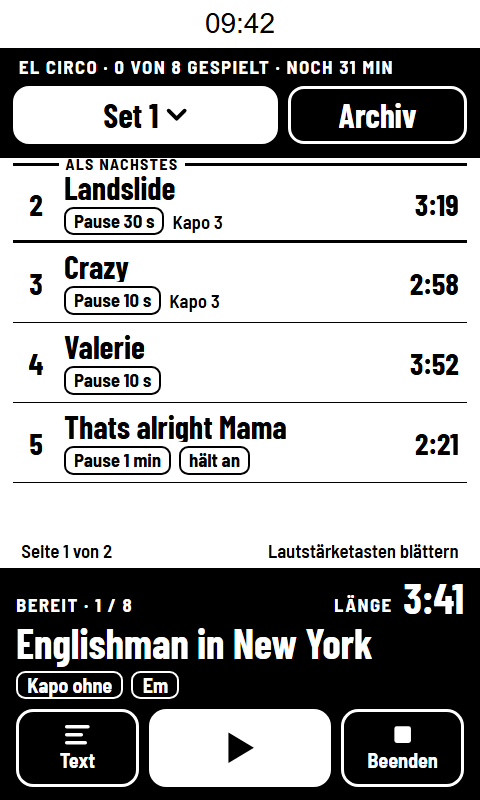 09:42
EL CIRCO · 0 VON 8 GESPIELT · NOCH 31 MIN
Set 1
Archiv
ALS NÄCHSTES
2 Landslide 3:19
Pause 30 s Kapo 3
3 Crazy 2:58
Pause 10 s Kapo 3
4 Valerie 3:52
Pause 10 s
5 Thats alright Mama 2:21
Pause 1 min hält an
Seite 1 von 2 Lautstärketasten blättern
BEREIT · 1 / 8 LÄNGE 3:41
Englishman in New York
Kapo ohne Em
Text Beenden